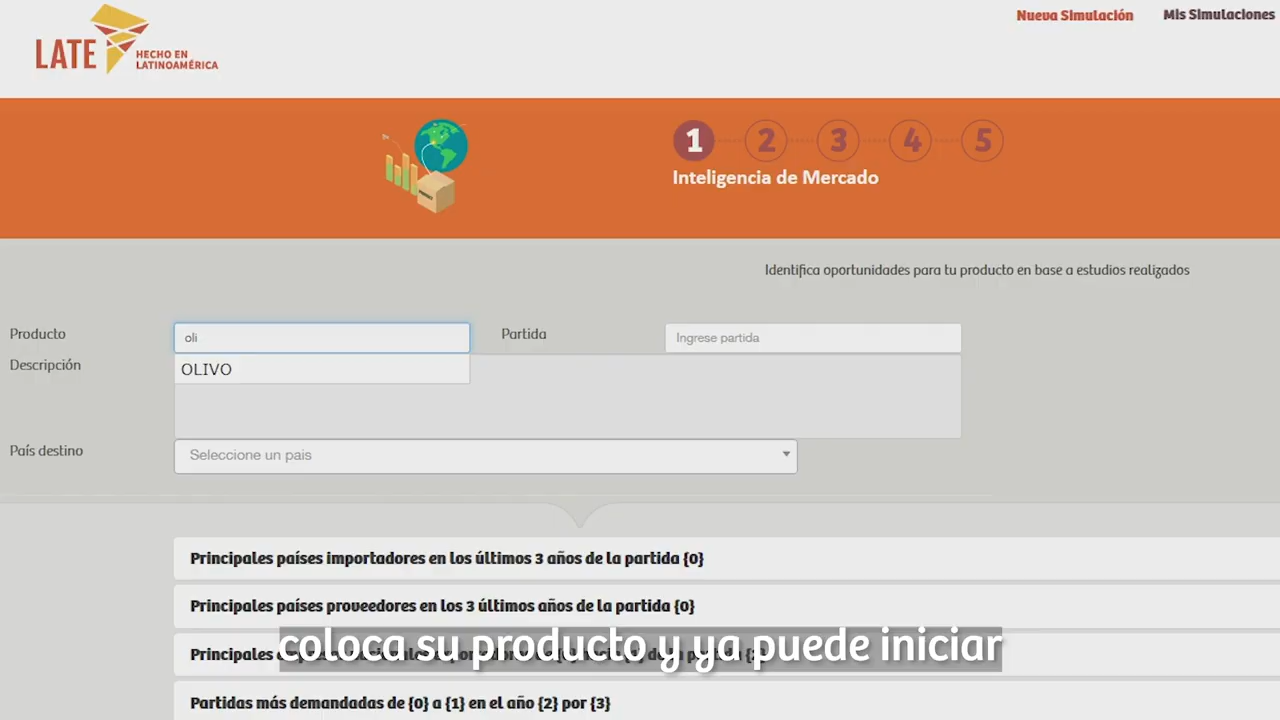 Nueva Simulación
Mis Simulaciones
LATE
HECHO EN
LATINOAMÉRICA
1 2 3 4 5
Inteligencia de Mercado
Identifica oportunidades para tu producto en base a estudios realizados
Producto
oli
Partida
Ingrese partida
Descripción
OLIVO
País destino
Seleccione un pais
Principales países importadores en los últimos 3 años de la partida {0}
Principales países proveedores en los 3 últimos años de la partida {0}
Principales
coloca su producto y ya puede iniciar
Partidas más demandadas de {0} a {1} en el año {2} por {3}